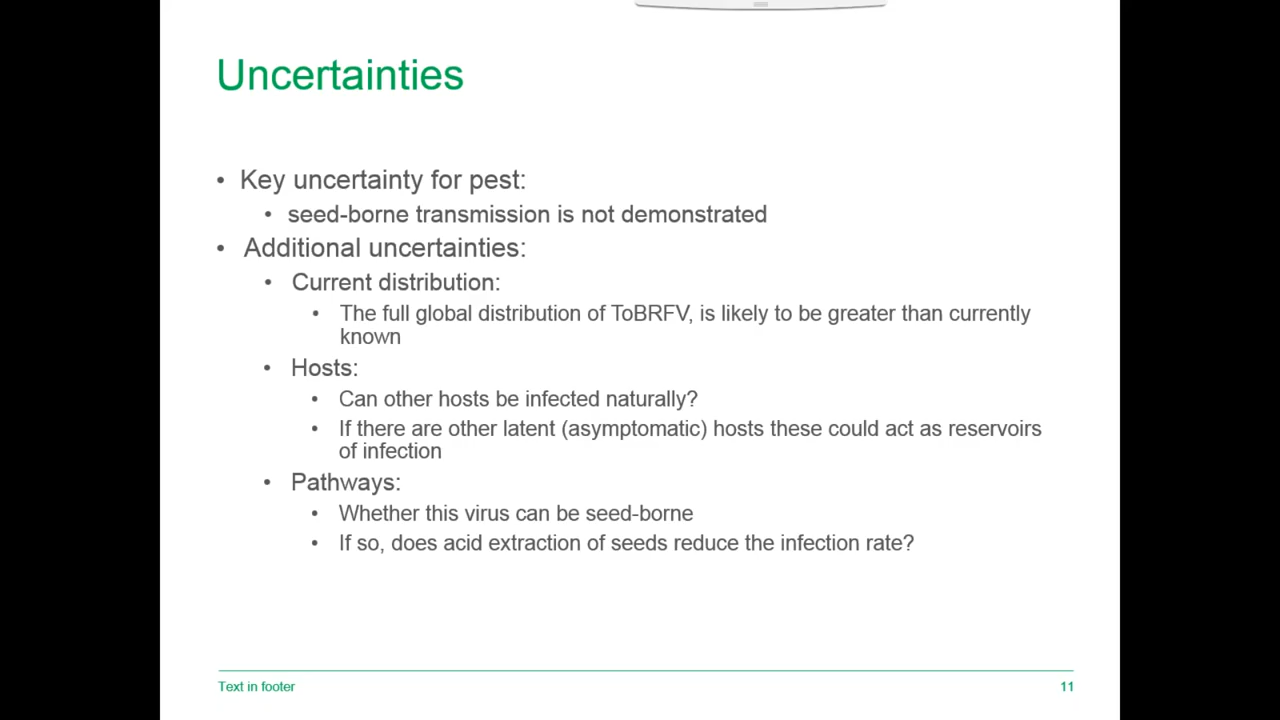 Uncertainties
• Key uncertainty for pest:
• seed-borne transmission is not demonstrated
• Additional uncertainties:
• Current distribution:
• The full global distribution of ToBRFV, is likely to be greater than currently
known
• Hosts:
• Can other hosts be infected naturally?
• If there are other latent (asymptomatic) hosts these could act as reservoirs
of infection
• Pathways:
• Whether this virus can be seed-borne
• If so, does acid extraction of seeds reduce the infection rate?
Text in footer
11